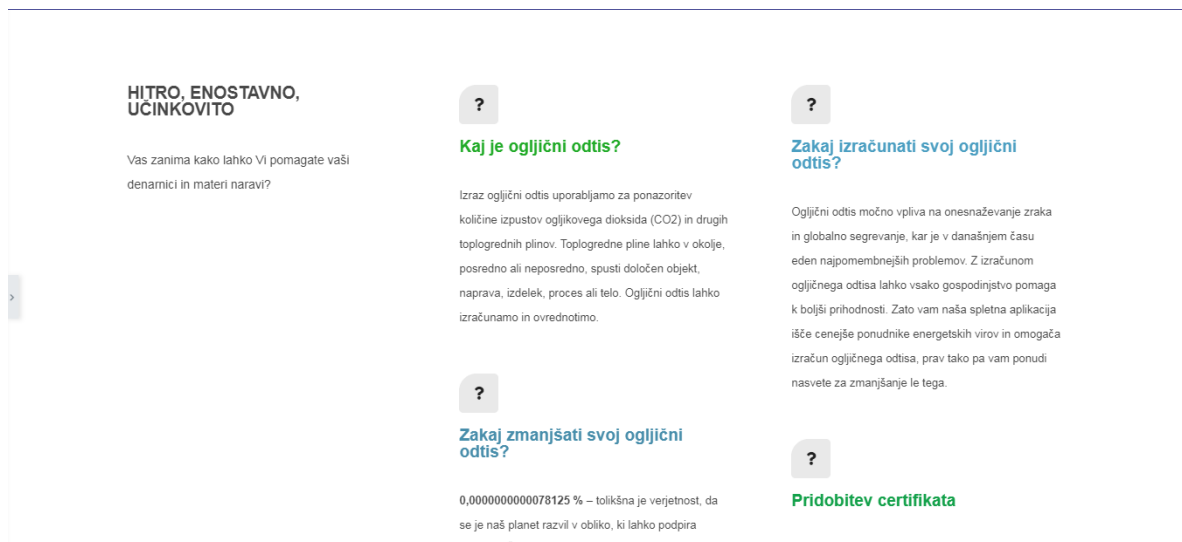 HITRO, ENOSTAVNO,
UČINKOVITO
Vas zanima kako lahko Vi pomagate vaši
denarnici in materi naravi?
?
Kaj je ogljični odtis?
Izraz ogljični odtis uporabljamo za ponazoritev
količine izpustov ogljikovega dioksida (CO2) in drugih
toplogrednih plinov. Toplogredne pline lahko v okolje,
posredno ali neposredno, spusti določen objekt,
naprava, izdelek, proces ali telo. Ogljični odtis lahko
izračunamo in ovrednotimo.
?
Zakaj zmanjšati svoj ogljični
odtis?
0,0000000000078125 % – tolikšna je verjetnost, da
se je naš planet razvil v obliko, ki lahko podpira
?
Zakaj izračunati svoj ogljični
odtis?
Ogljični odtis močno vpliva na onesnaževanje zraka
in globalno segrevanje, kar je v današnjem času
eden najpomembnejših problemov. Z izračunom
ogljičnega odtisa lahko vsako gospodinjstvo pomaga
k boljši prihodnosti. Zato vam naša spletna aplikacija
išče cenejše ponudnike energetskih virov in omogača
izračun ogljičnega odtisa, prav tako pa vam ponudi
nasvete za zmanjšanje le tega.
?
Pridobitev certifikata